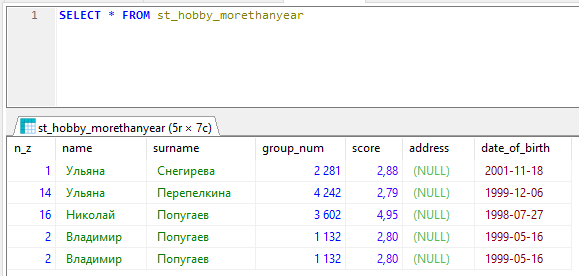 1 SELECT * FROM st_hobby_morethanyear
st_hobby_morethanyear (5r × 7c)
n_z name surname group_num score address date_of_birth
1 Ульяна Снегирева 2 281 2,88 (NULL) 2001-11-18
14 Ульяна Перепелкина 4 242 2,79 (NULL) 1999-12-06
16 Николай Попугаев 3 602 4,95 (NULL) 1998-07-27
2 Владимир Попугаев 1 132 2,80 (NULL) 1999-05-16
2 Владимир Попугаев 1 132 2,80 (NULL) 1999-05-16